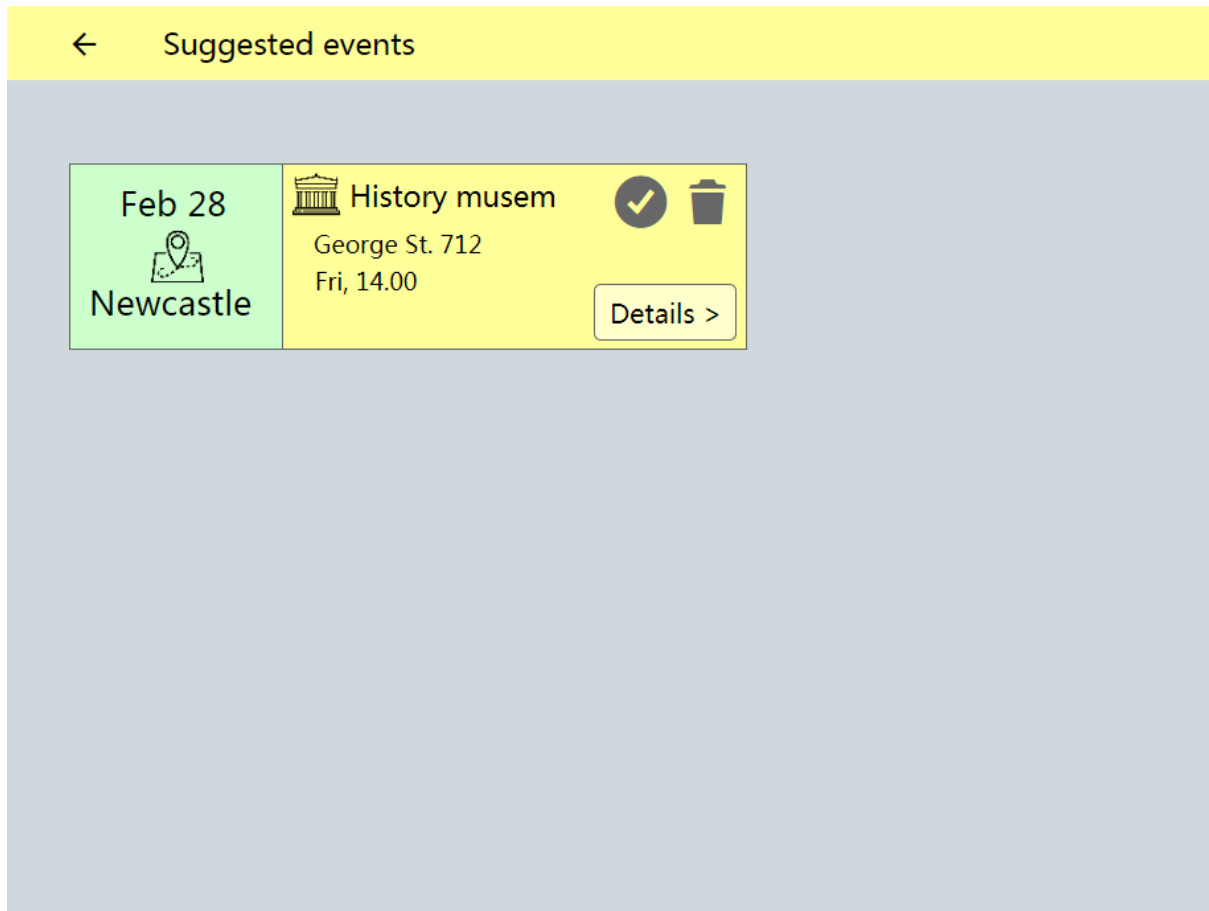 Suggested events
Feb 28
Newcastle
History musem
George St. 712
Fri, 14.00
Details >